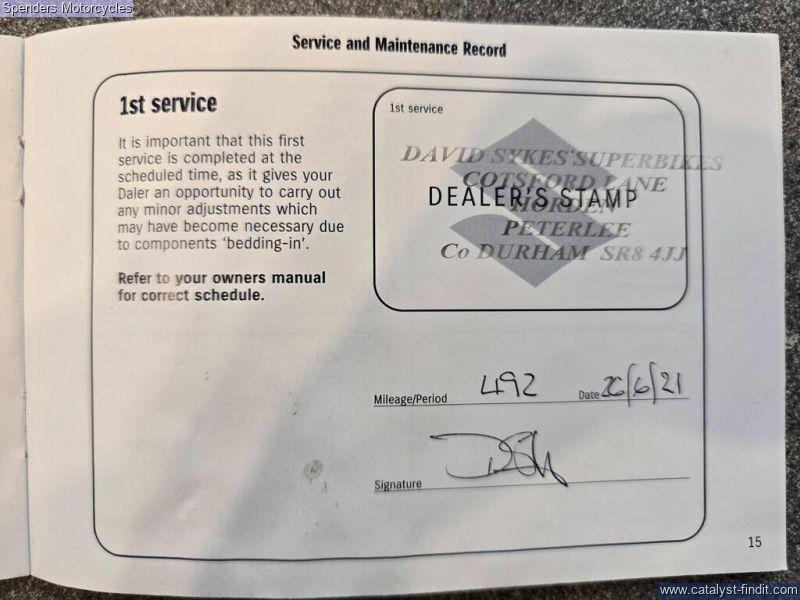 Spenders Motorcycles
Service and Maintenance Record
1st service
It is important that this first
service is completed at the
scheduled time, as it gives your
Daler an opportunity to carry out
any minor adjustments which
may have become necessary due
to components ‘bedding-in’.
Refer to your owners manual
for correct schedule.
1st service
DAVID SYKES SUPERBIKES
COTSFORD LANE
DEALER'S STAMP
HORDEN
PETERLEE
Co DURHAM SR8 4JJ
Mileage/Period 492 Date 26/6/21
Signature
15
www.catalyst-findit.com